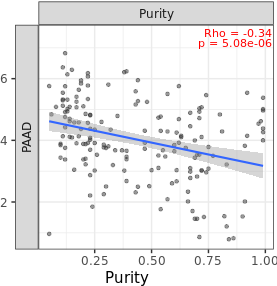 Purity
Rho = -0.34
p = 5.08e-06
PAAD
6
4
2
0.25 0.50 0.75 1.00
Purity